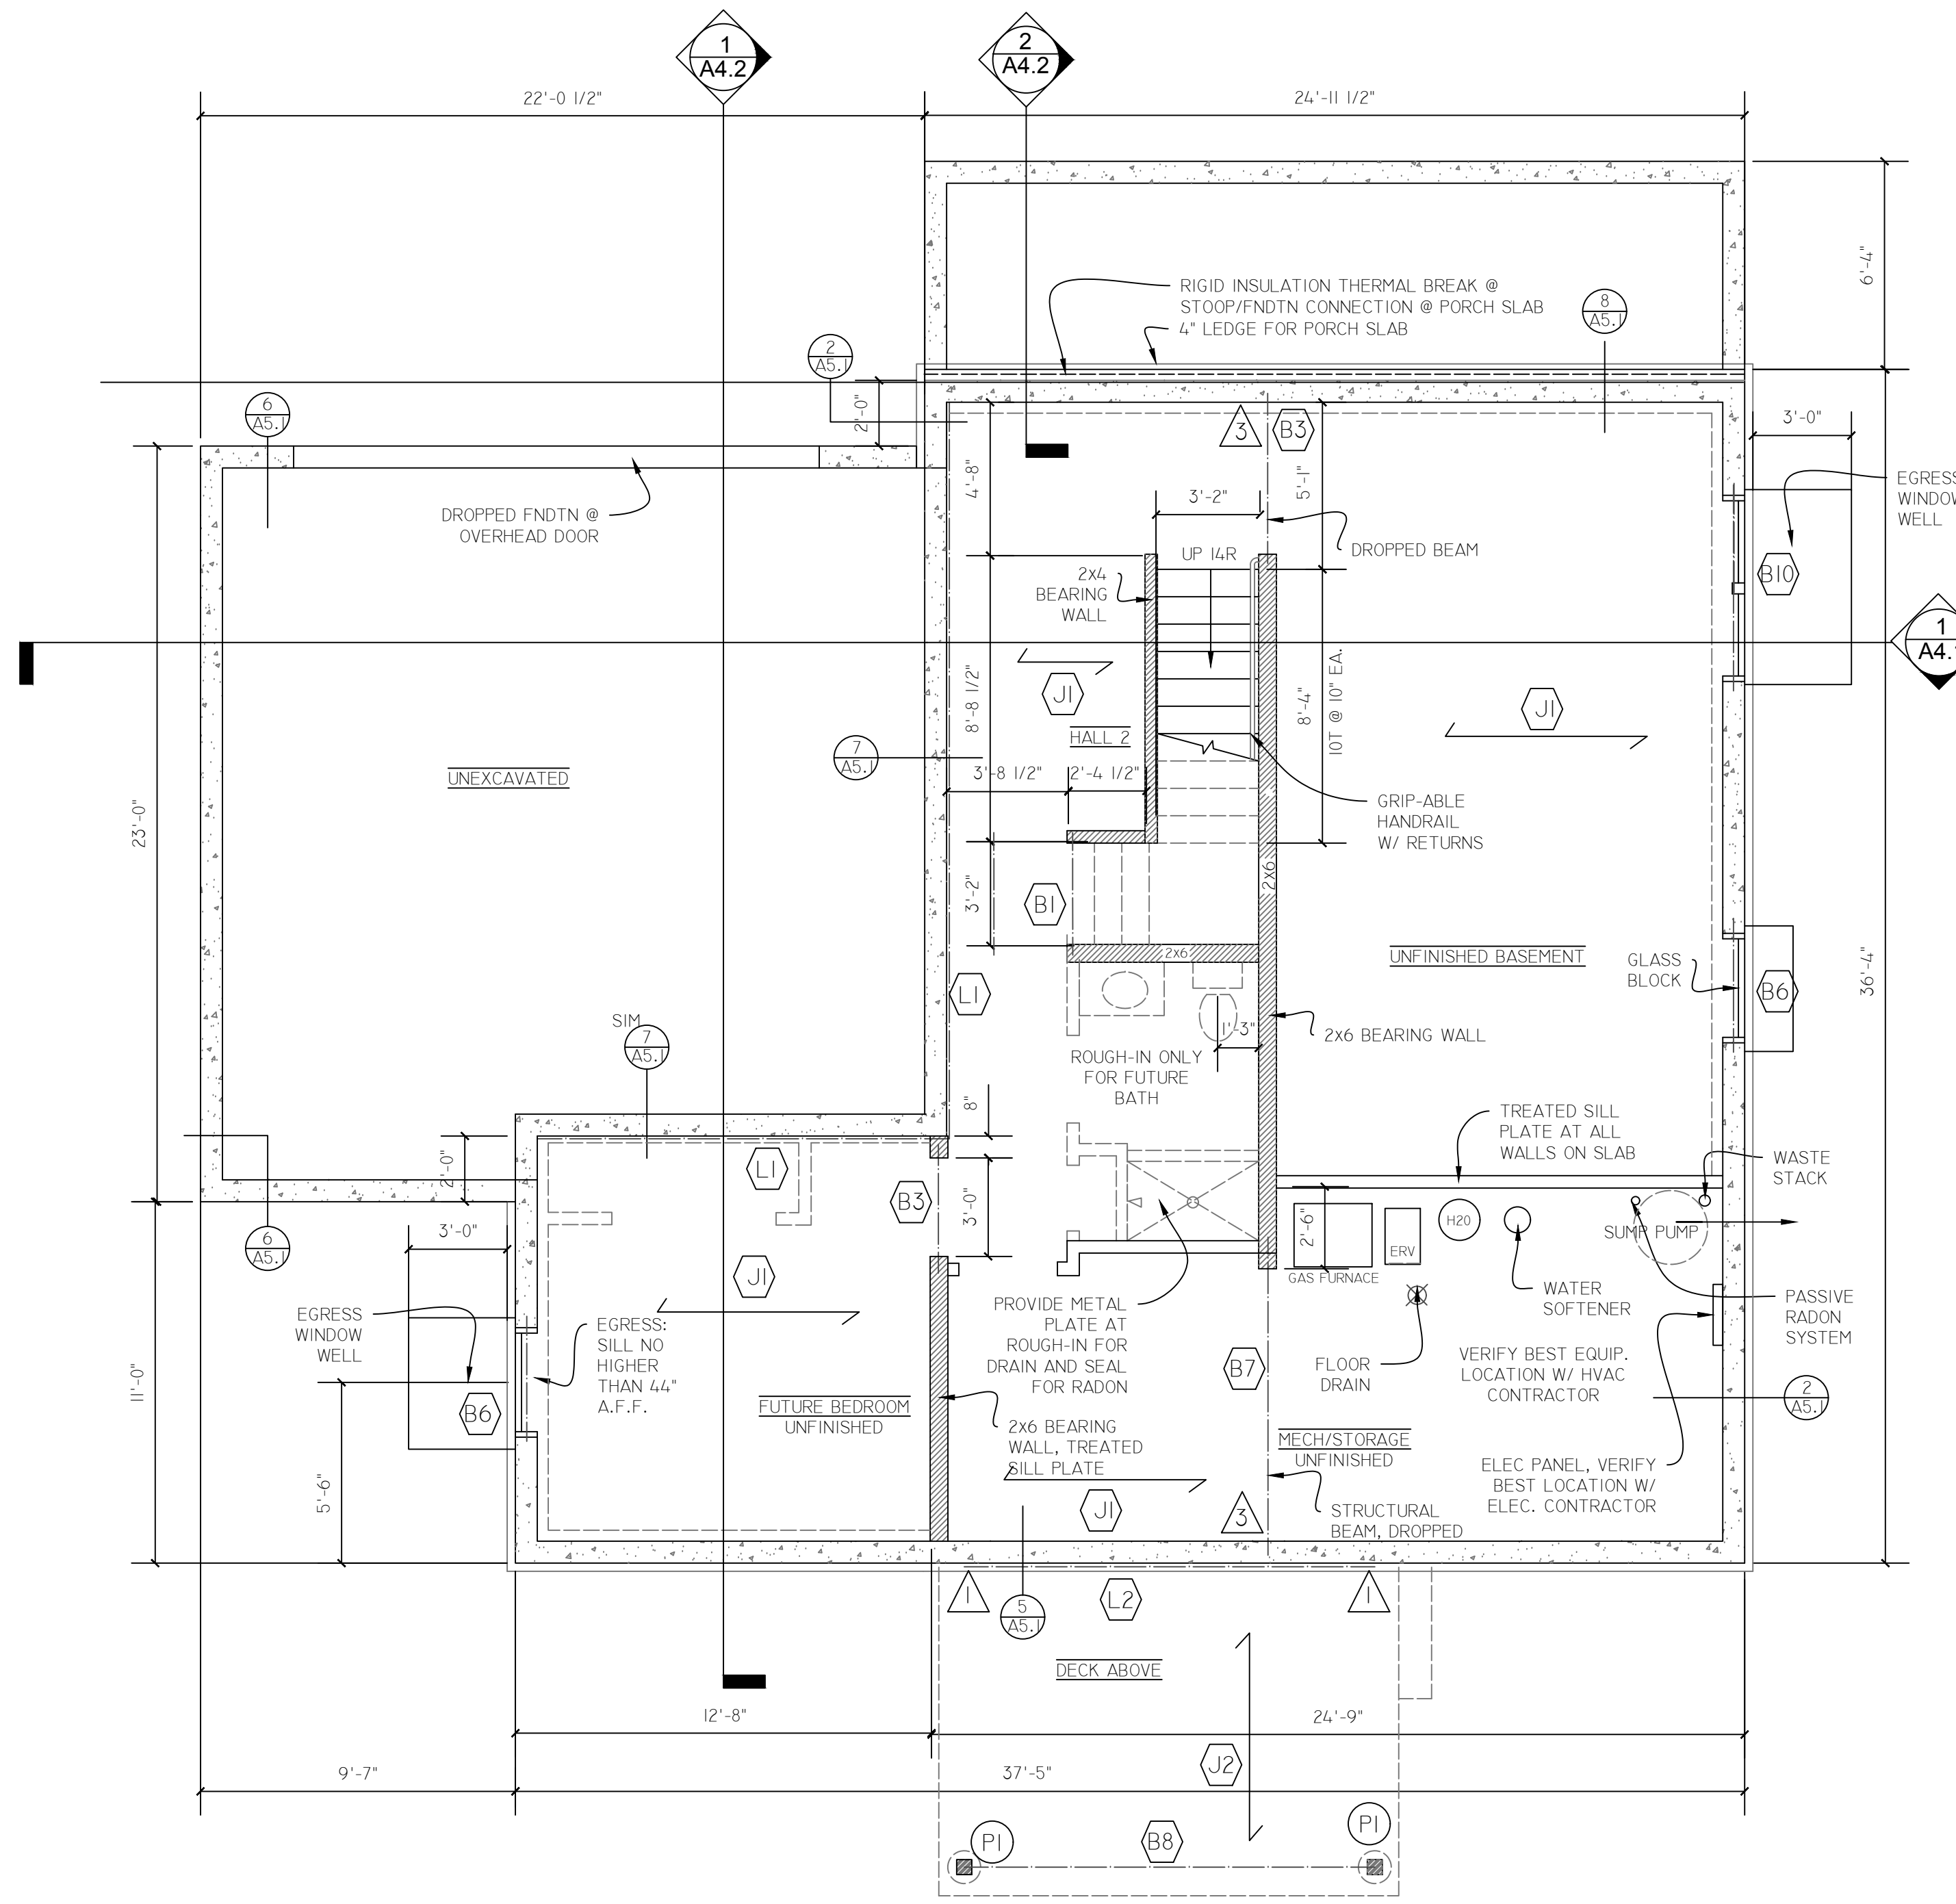 1
A4.2
2
A4.2
22'-0 1/2"
24'-11 1/2"
6'-4"
RIGID INSULATION THERMAL BREAK @
STOOP/FNDTN CONNECTION @ PORCH SLAB
4" LEDGE FOR PORCH SLAB
8
A5.1
2
A5.1
2'-0"
6
A5.1
3
B3
3'-0"
4'-8"
5'-1"
EGRESS
WINDOW
WELL
DROPPED FNDTN @
OVERHEAD DOOR
3'-2"
UP 14R
DROPPED BEAM
2x4
BEARING
WALL
B10
1
J1
J1
8'-8 1/2"
8'-4"
10T @ 10" EA.
HALL 2
7
A5.1
3'-8 1/2"
2'-4 1/2"
UNEXCAVATED
23'-0"
GRIP-ABLE
HANDRAIL
W/ RETURNS
2x6
3'-2"
B1
2x6
UNFINISHED BASEMENT
GLASS
BLOCK
B6
36'-4"
L1
SIM
7
A5.1
1'-3"
2x6 BEARING WALL
ROUGH-IN ONLY
FOR FUTURE
BATH
8"
TREATED SILL
PLATE AT ALL
WALLS ON SLAB
WASTE
STACK
2'-0"
L1
B3
3'-0"
2'-6"
H20
ERV
SUMP PUMP
6
A5.1
3'-0"
J1
GAS FURNACE
WATER
SOFTENER
PASSIVE
RADON
SYSTEM
EGRESS
WINDOW
WELL
EGRESS:
SILL NO
HIGHER
THAN 44"
A.F.F.
PROVIDE METAL
PLATE AT
ROUGH-IN FOR
DRAIN AND SEAL
FOR RADON
B7
FLOOR
DRAIN
VERIFY BEST EQUIP.
LOCATION W/ HVAC
CONTRACTOR
2
A5.1
11'-0"
B6
FUTURE BEDROOM
UNFINISHED
2x6 BEARING
WALL, TREATED
SILL PLATE
MECH/STORAGE
UNFINISHED
ELEC PANEL, VERIFY
BEST LOCATION W/
ELEC. CONTRACTOR
5'-6"
J1
3
STRUCTURAL
BEAM, DROPPED
1
5
A5.1
L2
1
DECK ABOVE
12'-8"
24'-9"
9'-7"
37'-5"
J2
P1
B8
P1